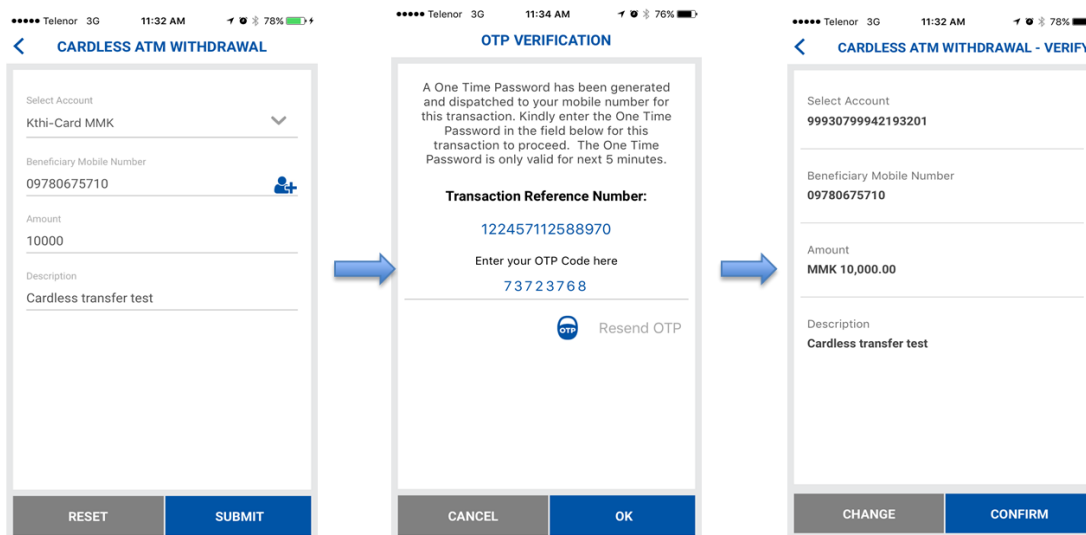 Telenor 3G 11:32 AM 78%
CARDLESS ATM WITHDRAWAL
Select Account
Kthi-Card MMK
Beneficiary Mobile Number
09780675710
Amount
10000
Description
Cardless transfer test
RESET SUBMIT
Telenor 3G 11:34 AM 76%
OTP VERIFICATION
A One Time Password has been generated
and dispatched to your mobile number for
this transaction. Kindly enter the One Time
Password in the field below for this
transaction to proceed. The One Time
Password is only valid for next 5 minutes.
Transaction Reference Number:
122457112588970
Enter your OTP Code here
73723768
OTP Resend OTP
CANCEL OK
Telenor 3G 11:32 AM 78%
CARDLESS ATM WITHDRAWAL - VERIFY
Select Account
99930799942193201
Beneficiary Mobile Number
09780675710
Amount
MMK 10,000.00
Description
Cardless transfer test
CHANGE CONFIRM